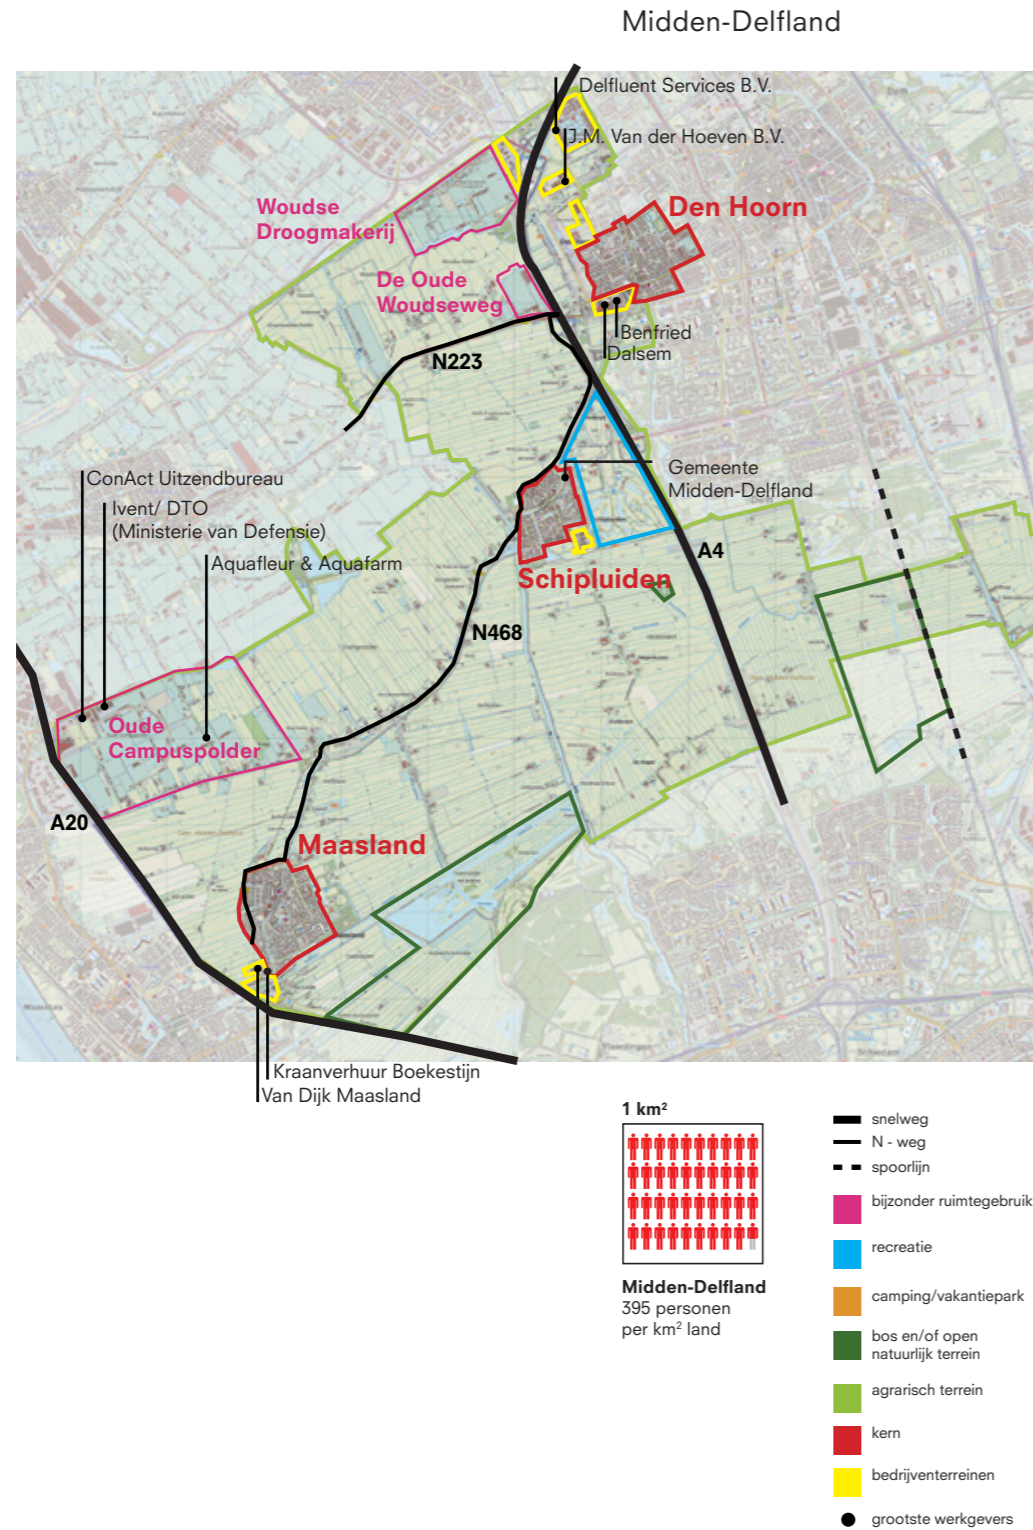 Midden-Delfland
Delfluent Services B.V.
J.M. Van der Hoeven B.V.
Woudse
Droogmakerij
Den Hoorn
De Oude
Woudseweg
Benfried
Dalsem
N223
ConAct Uitzendbureau
Ivent/ DTO
(Ministerie van Defensie)
Aquafleur & Aquafarm
Gemeente
Midden-Delfland
A4
Schipluiden
N468
Oude
Campuspolder
A20
Maasland
Kraanverhuur Boekestijn
Van Dijk Maasland
1 km²
Midden-Delfland
395 personen
per km² land
snelweg
N - weg
spoorlijn
bijzonder ruimtegebruik
recreatie
camping/vakantiepark
bos en/of open
natuurlijk terrein
agrarisch terrein
kern
bedrijventerreinen
grootste werkgevers